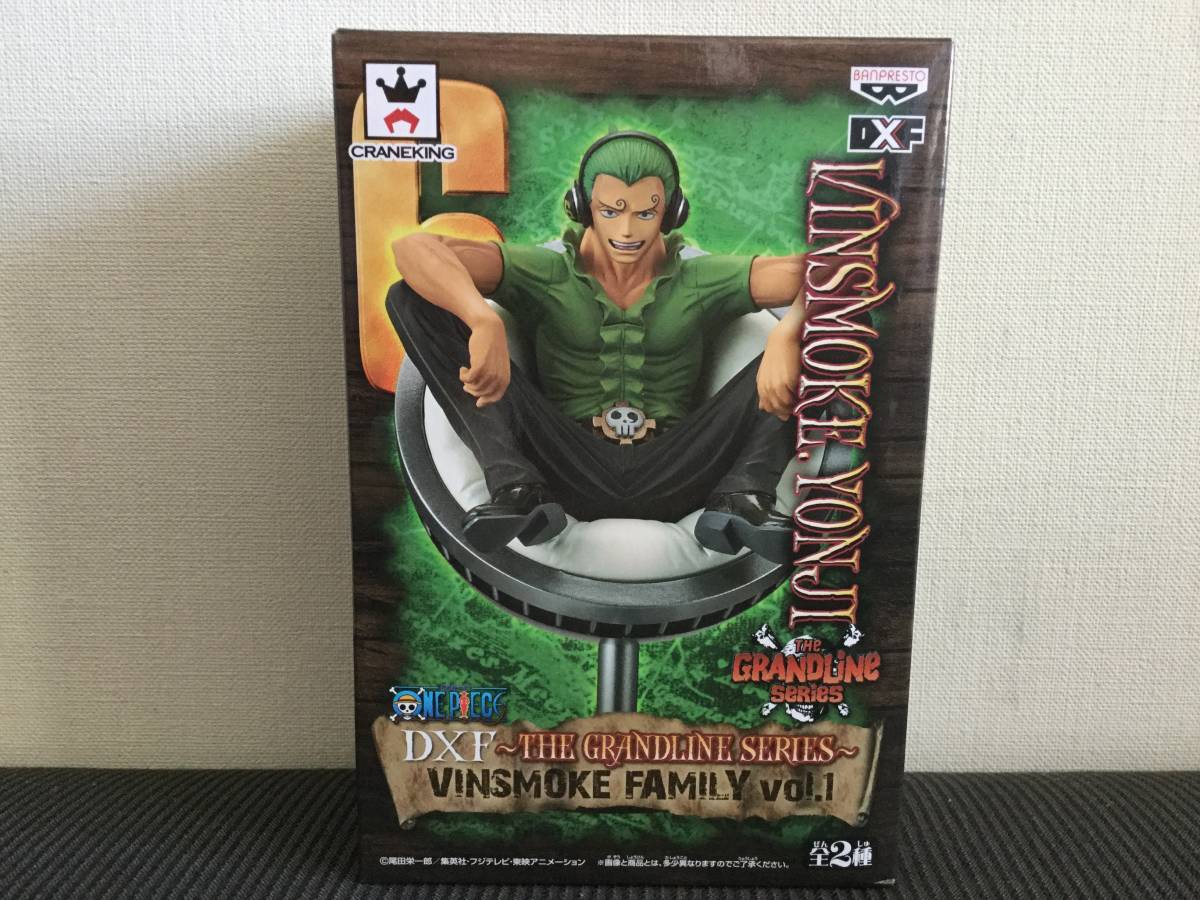 CRANEKING
BANPRESTO
DXF
VINSMOKE.YONJI
THE
GRANDLINE
SERIES
ONE PIECE
DXF~THE GRANDLINE SERIES~
VINSMOKE FAMILY vol.1
©尾田栄一郎/集英社・フジテレビ・東映アニメーション
※画像と商品とは、多少異なりますのでご了承ください。
全2種